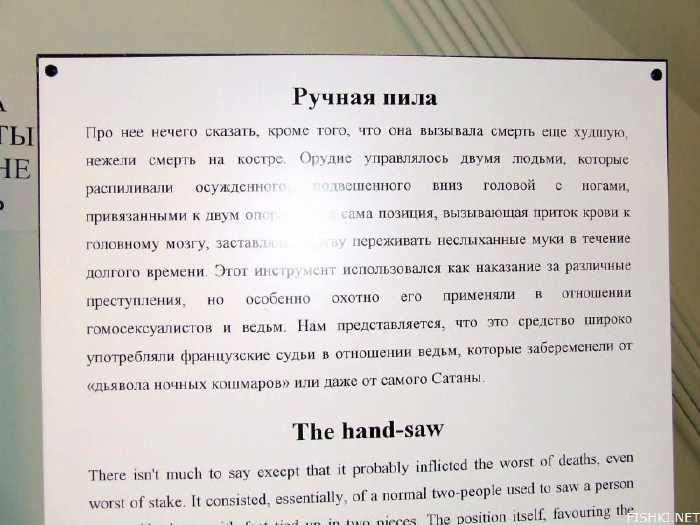 А
ТЫ
НЕ
Ручная пила
Про нее нечего сказать, кроме того, что она вызывала смерть еще худшую,
нежели смерть на костре. Орудие управлялось двумя людьми, которые
распиливали осужденного, подвешенного вниз головой с ногами,
привязанными к двум сама позиция, вызывающая приток крови к
головному мозгу, переживать неслыханные муки в течение
долгого времени. Этот инструмент использовался как наказание за различные
преступления, но особенно охотно его применяли в отношении
гомосексуалистов и ведьм. Нам представляется, что это средство широко
употребляли французские судьи в отношении ведьм, которые забеременели от
«дьявола ночных кошмаров» или даже от самого Сатаны.
The hand-saw
There isn't much to say except that it probably inflicted the worst of deaths, even
worst of stake. It consisted, essentially, of a normal two-people used to saw a person
with feet tied up in two pieces. The position itself, favouring the
FISHKI.NET